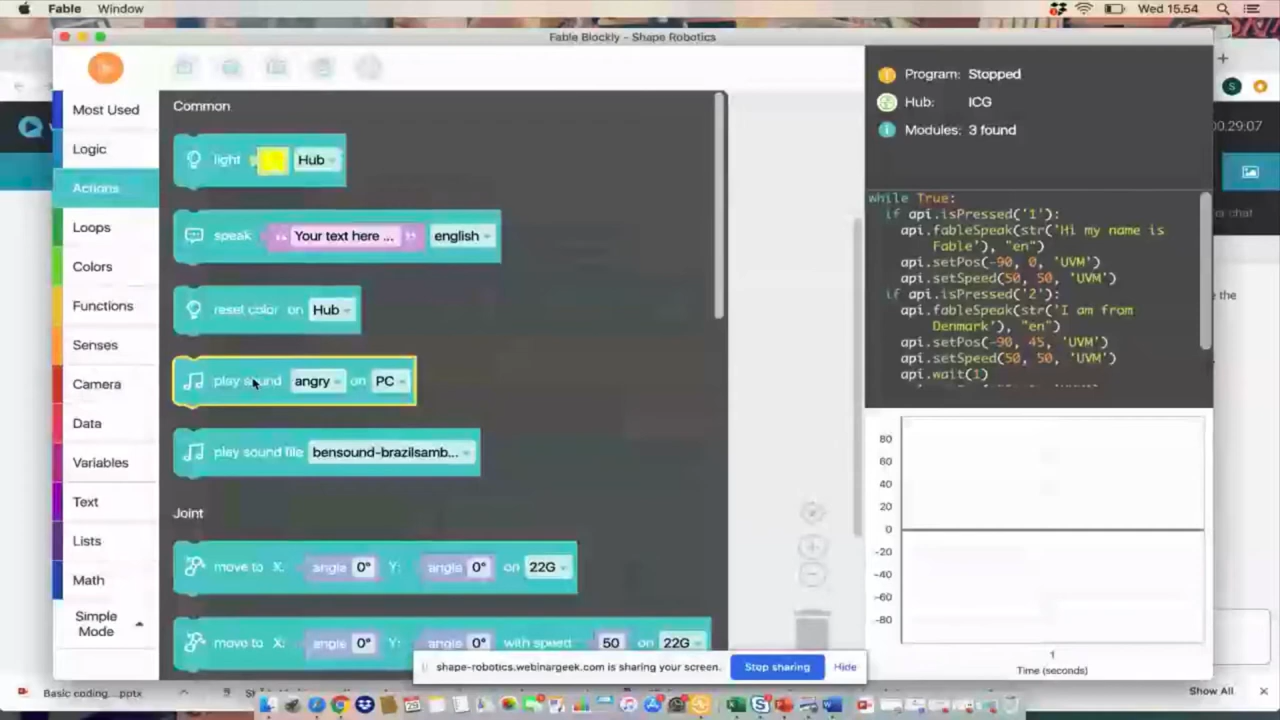 Fable Window Wed 15.54
Fable Blockly - Shape Robotics
Most Used
Logic
Actions
Loops
Colors
Functions
Senses
Camera
Data
Variables
Text
Lists
Math
Simple
Mode
Common
light Hub
speak “ Your text here ... ” english
reset color on Hub
play sound angry on PC
play sound file bensound-brazilsamb...
Joint
move to X: angle 0° Y: angle 0° on 22G
move to X: angle 0° Y: angle 0° with speed 50 on 22G
Program: Stopped
Hub: ICG
Modules: 3 found
while True:
if api.isPressed('1'):
api.fableSpeak(str('Hi my name is
Fable'), "en")
api.setPos(-90, 0, 'UVM')
api.setSpeed(50, 50, 'UVM')
if api.isPressed('2'):
api.fableSpeak(str('I am from
Denmark'), "en")
api.setPos(-90, 45, 'UVM')
api.setSpeed(50, 50, 'UVM')
api.wait(1)
80
60
40
20
0
-20
-40
-60
-80
1
Time (seconds)
S
00:29:07
er chat
the
shape-robotics.webinargeek.com is sharing your screen.
Stop sharing
Hide
Basic coding....pptx
Show All